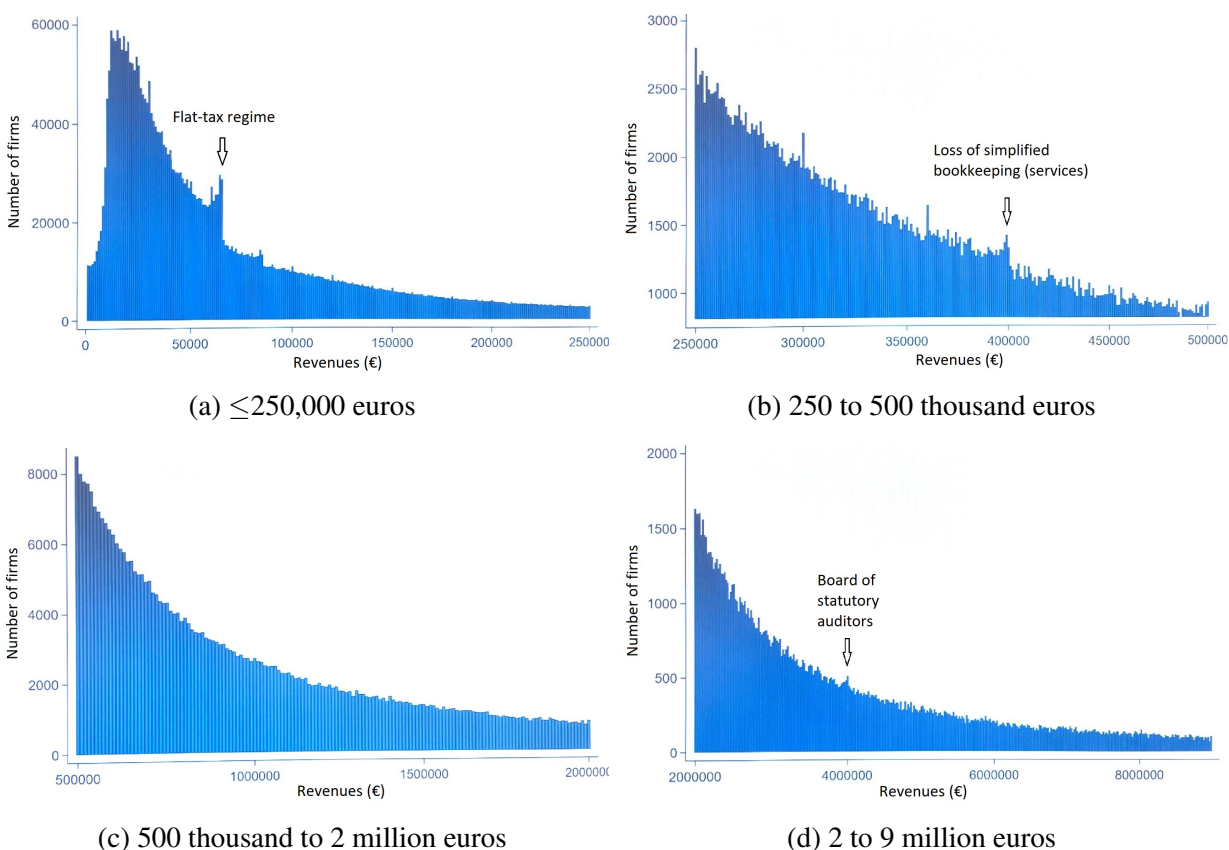 60000
40000
20000
0
Number of firms
Flat-tax regime
0
50000
100000
150000
200000
250000
Revenues (€)
(a) ≤250,000 euros
3000
2500
2000
1500
1000
Number of firms
Loss of simplified
bookkeeping (services)
250000
300000
350000
400000
450000
500000
Revenues (€)
(b) 250 to 500 thousand euros
8000
6000
4000
2000
0
Number of firms
500000
1000000
1500000
2000000
Revenues (€)
(c) 500 thousand to 2 million euros
2000
1500
1000
500
0
Number of firms
Board of
statutory
auditors
2000000
4000000
6000000
8000000
Revenues (€)
(d) 2 to 9 million euros